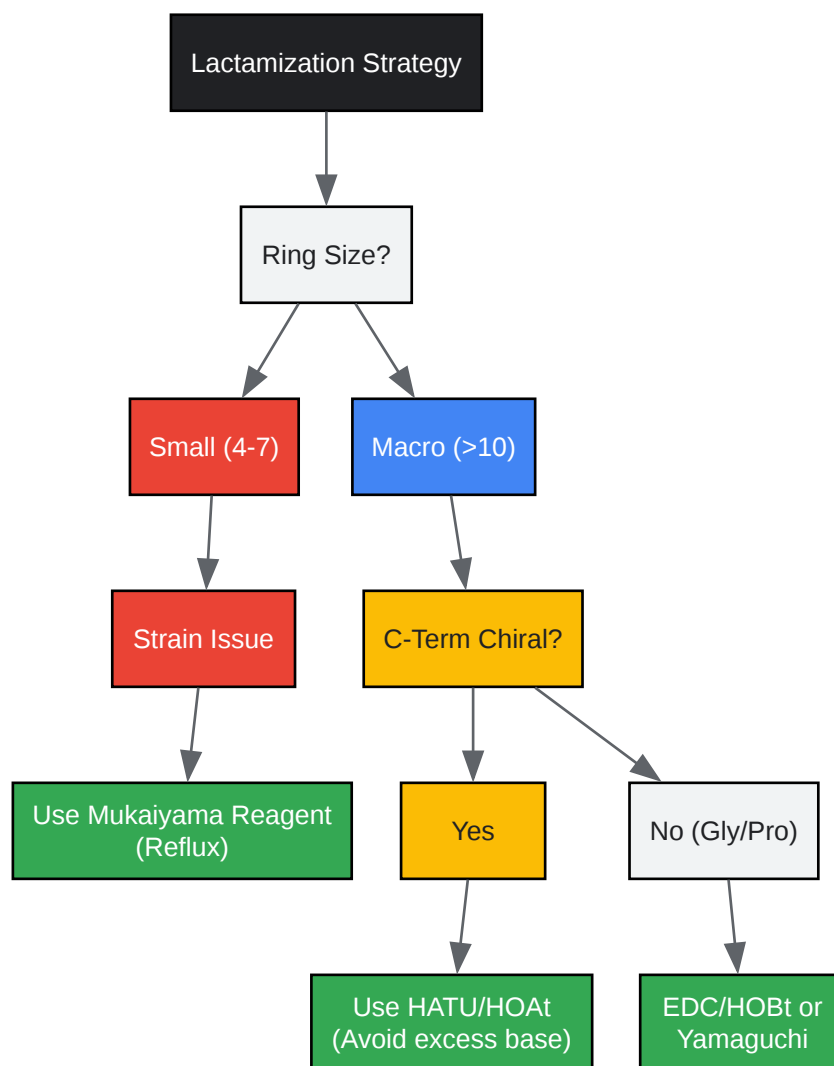 Lactamization Strategy
Ring Size?
Small (4-7)
Macro (>10)
Strain Issue
C-Term Chiral?
Use Mukaiyama Reagent
(Reflux)
Yes
No (Gly/Pro)
Use HATU/HOAt
(Avoid excess base)
EDC/HOBt or
Yamaguchi